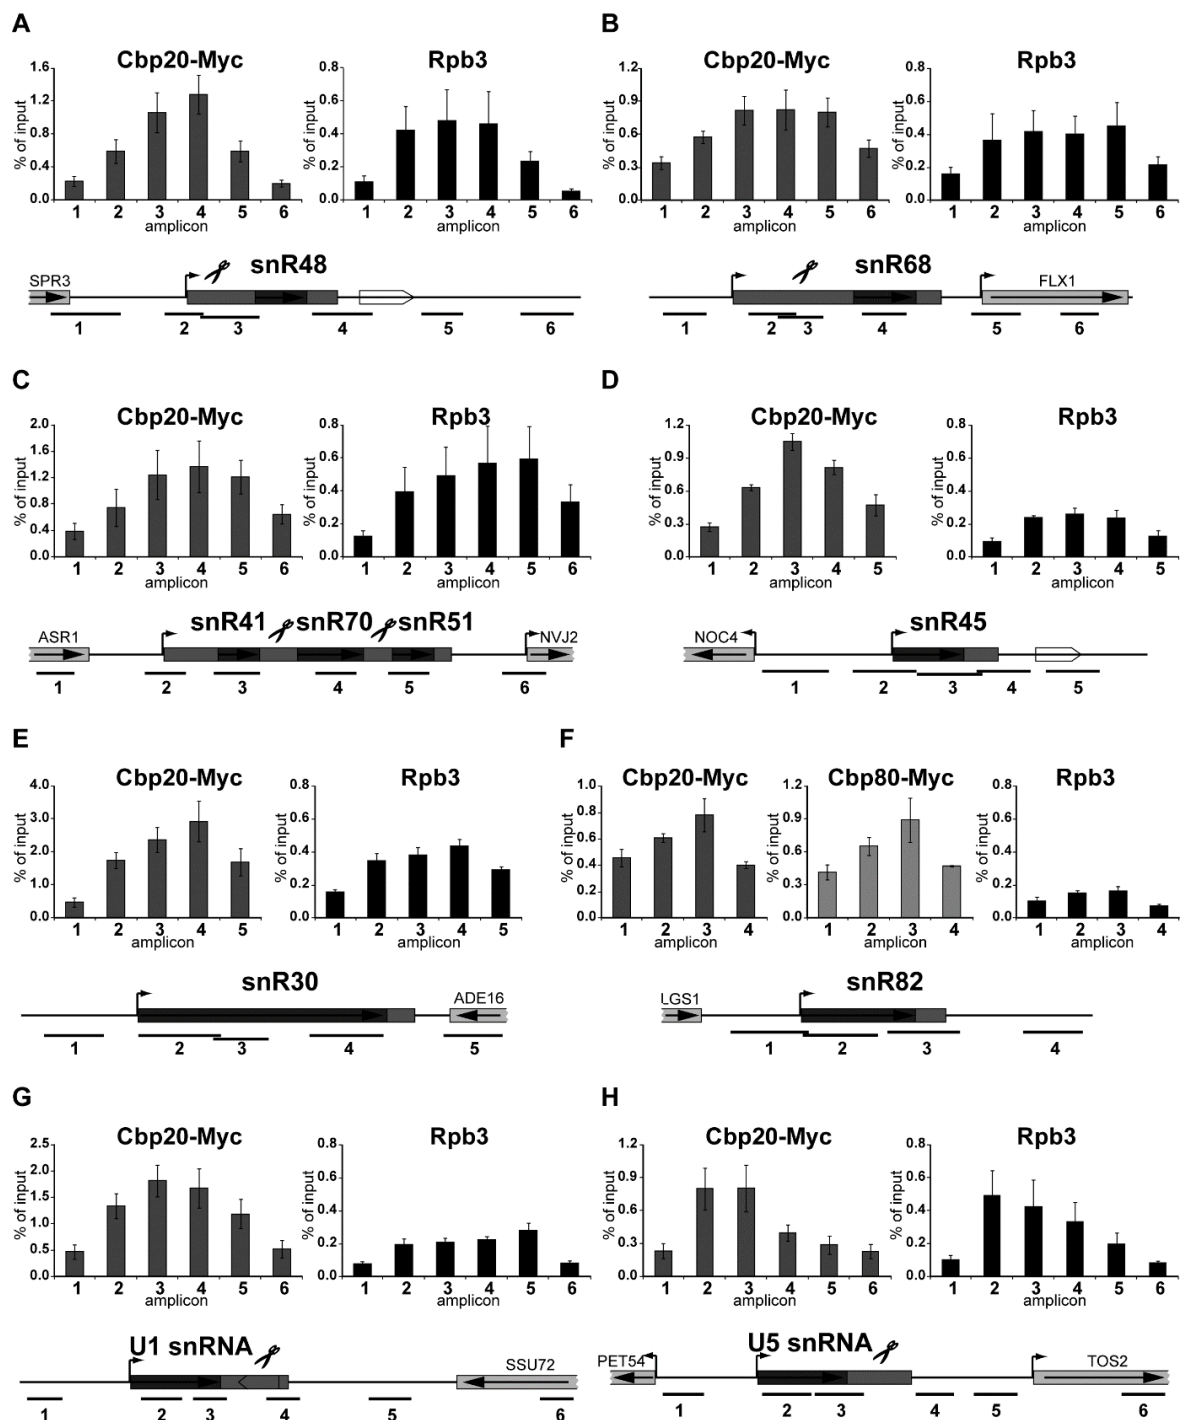 A
B
Cbp20-Myc
Rpb3
Cbp20-Myc
Rpb3
% of input
1.6
1.2
0.8
0.4
0.0
1 2 3 4 5 6
amplicon
% of input
0.8
0.6
0.4
0.2
0.0
1 2 3 4 5 6
amplicon
% of input
1.2
0.9
0.6
0.3
0.0
1 2 3 4 5 6
amplicon
% of input
0.8
0.6
0.4
0.2
0.0
1 2 3 4 5 6
amplicon
SPR3
snR48
1 2 3 4 5 6
snR68
FLX1
1 2 3 4 5 6
C
D
Cbp20-Myc
Rpb3
Cbp20-Myc
Rpb3
% of input
2.0
1.6
1.2
0.8
0.4
0.0
1 2 3 4 5 6
amplicon
% of input
0.8
0.6
0.4
0.2
0.0
1 2 3 4 5 6
amplicon
% of input
1.2
0.9
0.6
0.3
0.0
1 2 3 4 5
amplicon
% of input
0.8
0.6
0.4
0.2
0.0
1 2 3 4 5
amplicon
ASR1
snR41 snR70 snR51
NVJ2
1 2 3 4 5 6
NOC4
snR45
1 2 3 4 5
E
F
Cbp20-Myc
Rpb3
Cbp20-Myc
Cbp80-Myc
Rpb3
% of input
4.0
3.0
2.0
1.0
0.0
1 2 3 4 5
amplicon
% of input
0.8
0.6
0.4
0.2
0.0
1 2 3 4 5
amplicon
% of input
1.0
0.8
0.6
0.4
0.2
0.0
1 2 3 4
amplicon
% of input
1.2
0.9
0.6
0.3
0.0
1 2 3 4
amplicon
% of input
0.8
0.6
0.4
0.2
0.0
1 2 3 4
amplicon
snR30
ADE16
1 2 3 4 5
LGS1
snR82
1 2 3 4
G
H
Cbp20-Myc
Rpb3
Cbp20-Myc
Rpb3
% of input
2.5
2.0
1.5
1.0
0.5
0.0
1 2 3 4 5 6
amplicon
% of input
0.8
0.6
0.4
0.2
0.0
1 2 3 4 5 6
amplicon
% of input
1.2
0.9
0.6
0.3
0.0
1 2 3 4 5 6
amplicon
% of input
0.8
0.6
0.4
0.2
0.0
1 2 3 4 5 6
amplicon
U1 snRNA
SSU72
1 2 3 4 5 6
PET54
U5 snRNA
TOS2
1 2 3 4 5 6